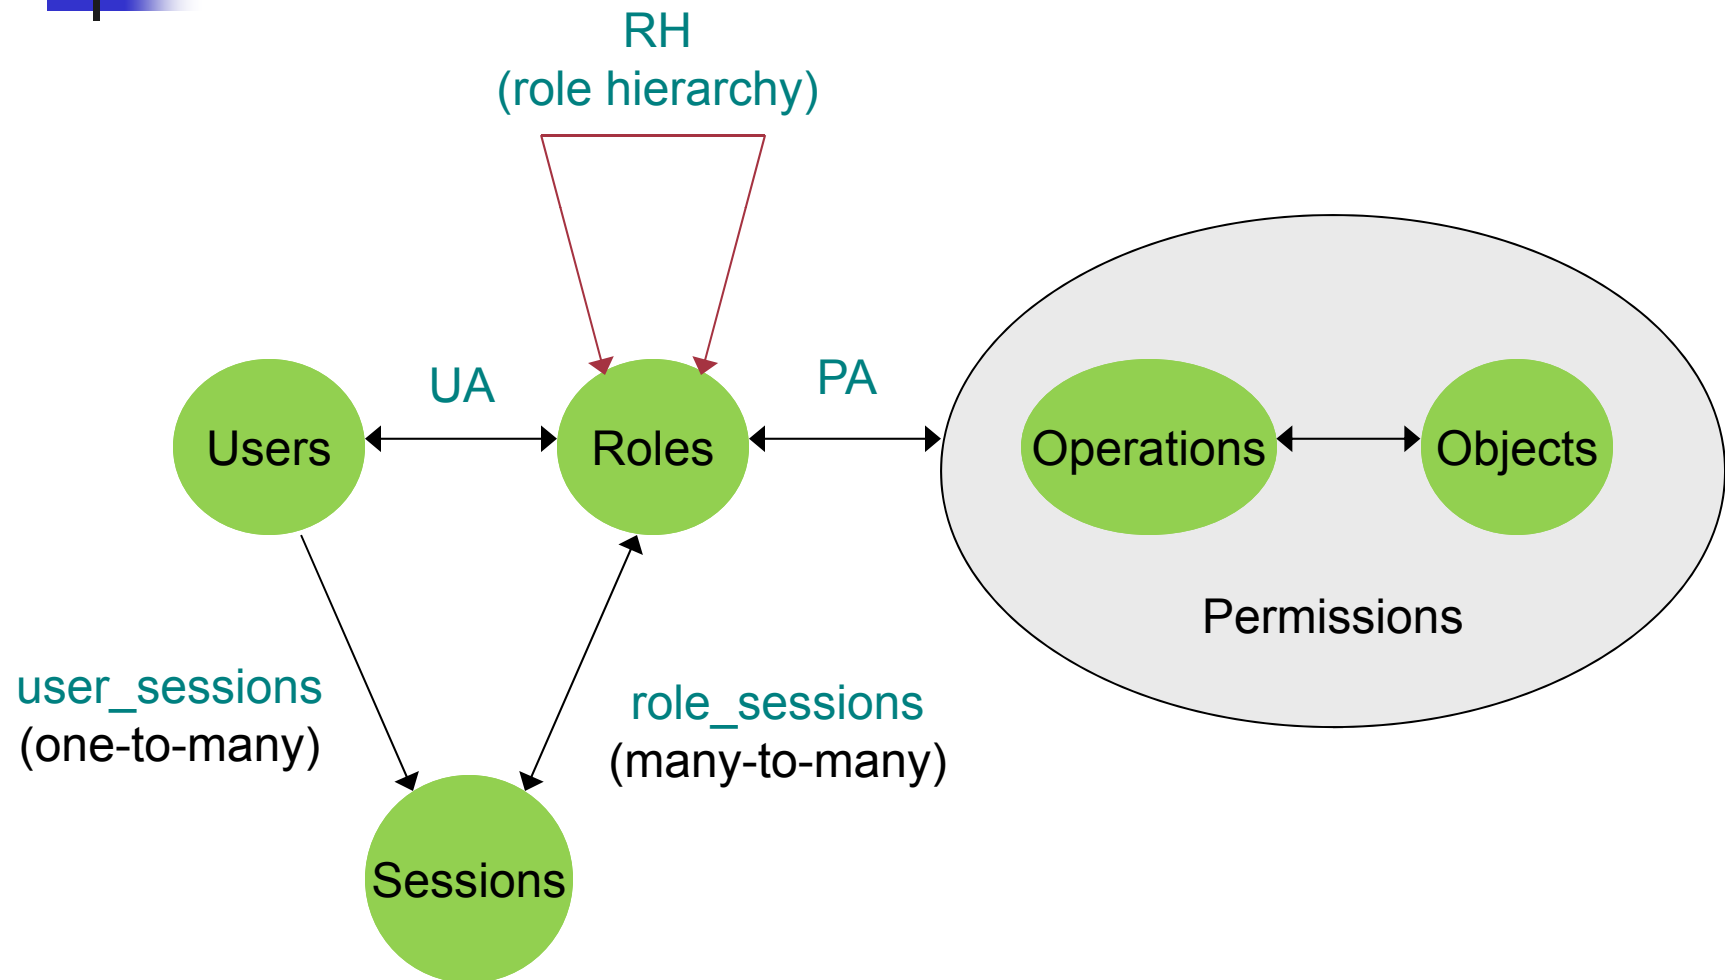 RH
(role hierarchy)
UA
PA
Users
Roles
Operations
Objects
Permissions
user_sessions
(one-to-many)
role_sessions
(many-to-many)
Sessions